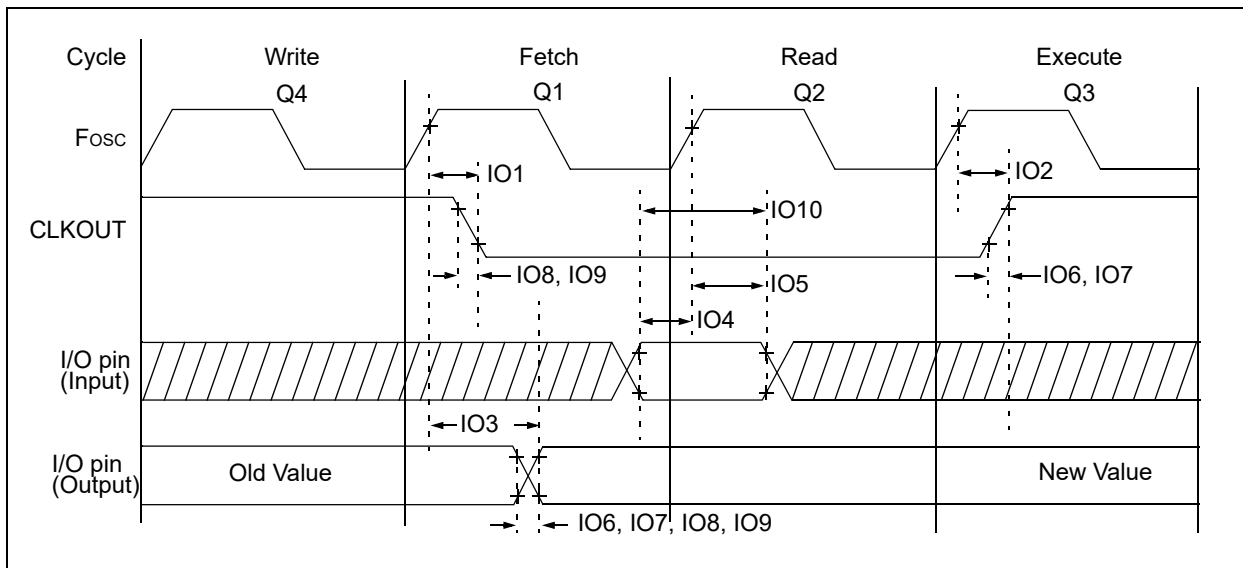 Cycle Write Fetch Read Execute
Q4 Q1 Q2 Q3
Fosc
IO1 IO2
IO10
CLKOUT
IO8, IO9 IO6, IO7
IO5
IO4
I/O pin
(Input)
IO3
I/O pin
(Output)
Old Value New Value
IO6, IO7, IO8, IO9